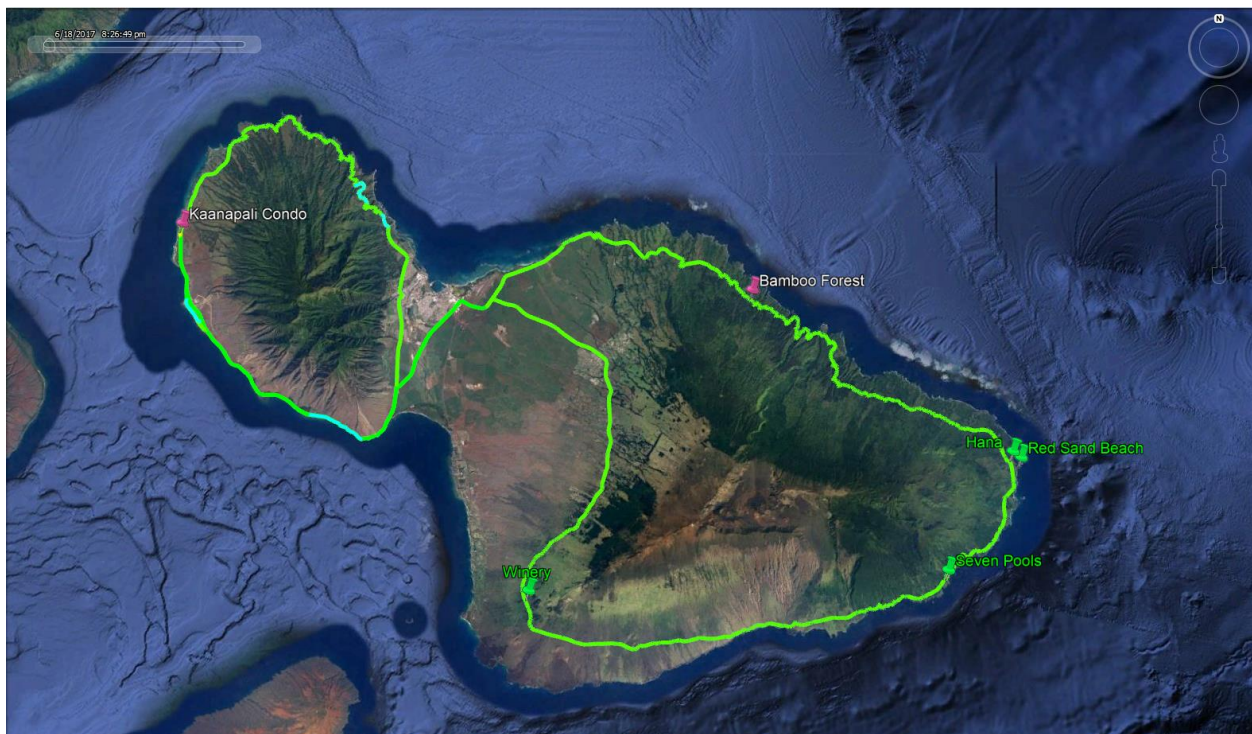 6/18/2017 8:26:49 pm
N
Kaanapali Condo
Bamboo Forest
Hana
Red Sand Beach
Seven Pools
Winery